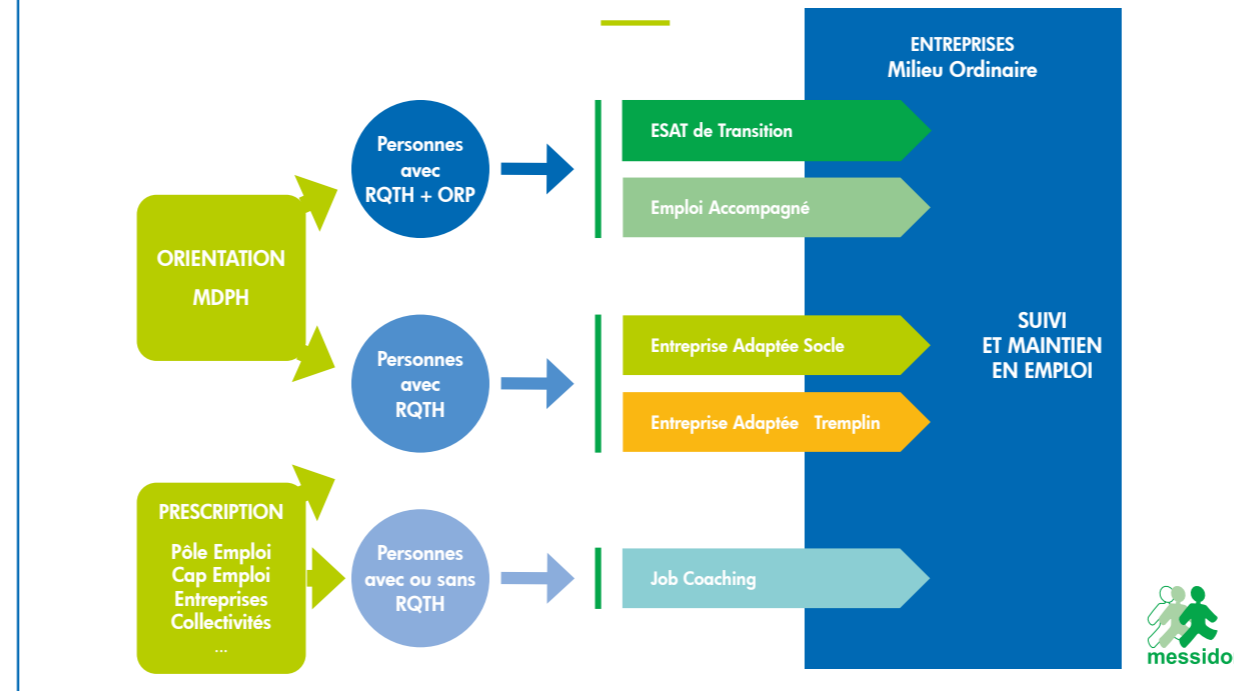 ENTREPRISES
Milieu Ordinaire
ORIENTATION
MDPH
Personnes
avec
RQTH + ORP
ESAT de Transition
Emploi Accompagné
Personnes
avec
RQTH
Entreprise Adaptée Socle
Entreprise Adaptée Tremplin
SUIVI
ET MAINTIEN
EN EMPLOI
PRESCRIPTION
Pôle Emploi
Cap Emploi
Entreprises
Collectivités
...
Personnes
avec ou sans
RQTH
Job Coaching
messido